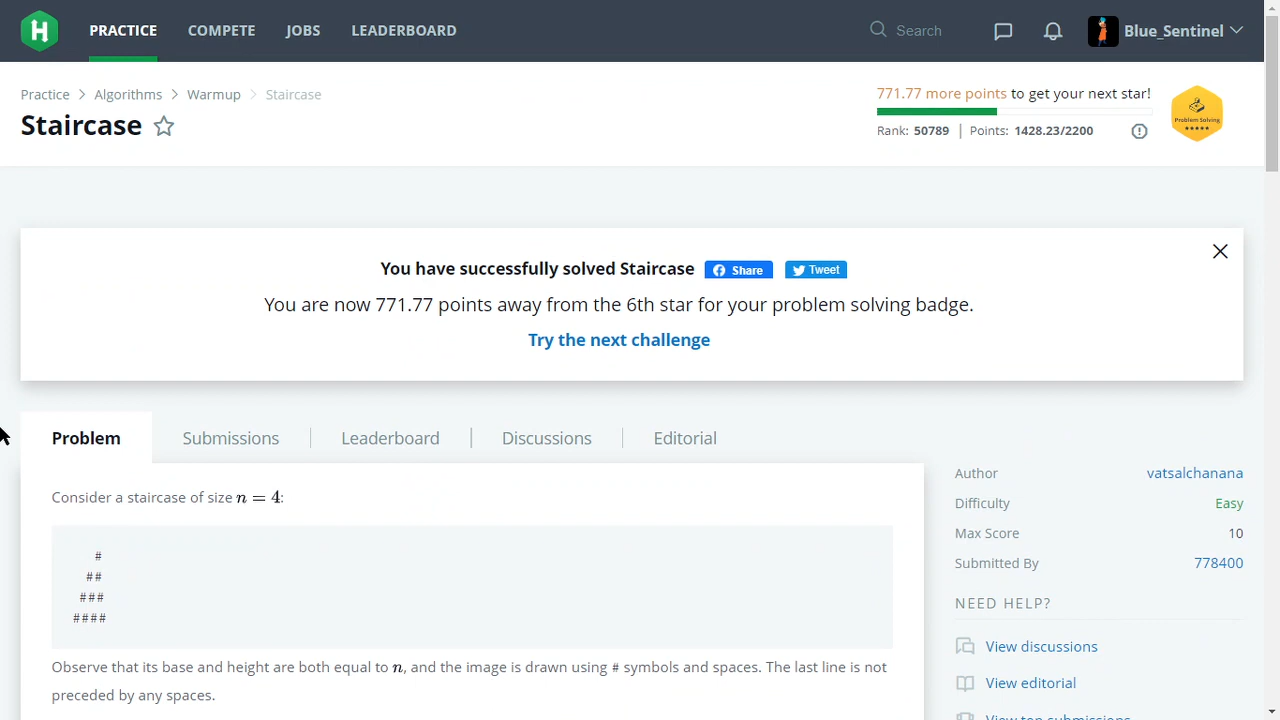 PRACTICE COMPETE JOBS LEADERBOARD Search Blue_Sentinel
Practice > Algorithms > Warmup > Staircase
Staircase
771.77 more points to get your next star!
Rank: 50789 | Points: 1428.23/2200
Problem Solving
You have successfully solved Staircase Share Tweet
You are now 771.77 points away from the 6th star for your problem solving badge.
Try the next challenge
Problem Submissions Leaderboard Discussions Editorial
Consider a staircase of size n = 4:
   #
  ##
 ###
####
Observe that its base and height are both equal to n, and the image is drawn using # symbols and spaces. The last line is not
preceded by any spaces.
Author vatsalchanana
Difficulty Easy
Max Score 10
Submitted By 778400
NEED HELP?
View discussions
View editorial
View top submissions